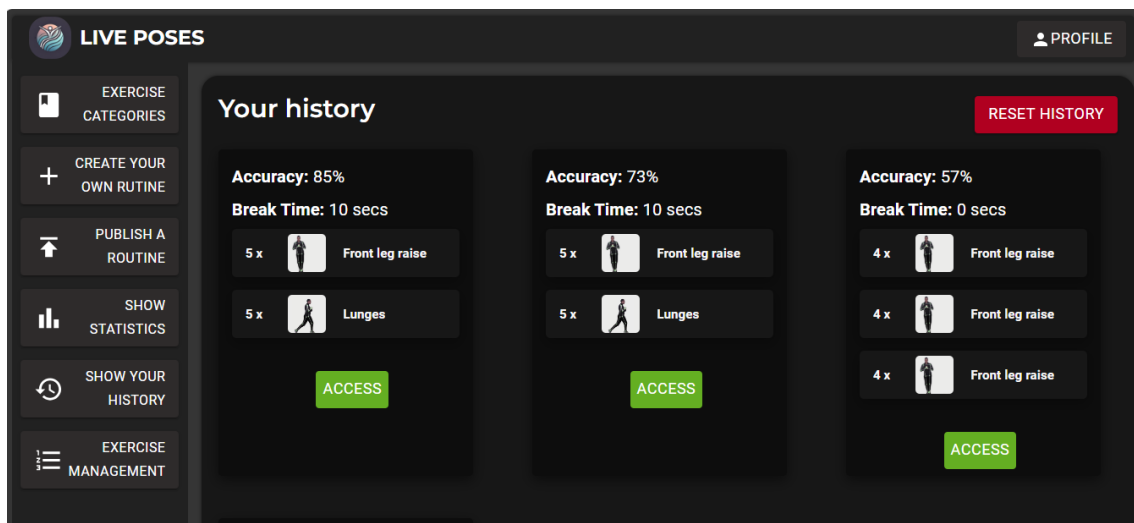 LIVE POSES
PROFILE
EXERCISE
CATEGORIES
CREATE YOUR
OWN RUTINE
PUBLISH A
ROUTINE
SHOW
STATISTICS
SHOW YOUR
HISTORY
1
2
3
EXERCISE
MANAGEMENT
Your history
RESET HISTORY
Accuracy: 85%
Break Time: 10 secs
5 x Front leg raise
5 x Lunges
ACCESS
Accuracy: 73%
Break Time: 10 secs
5 x Front leg raise
5 x Lunges
ACCESS
Accuracy: 57%
Break Time: 0 secs
4 x Front leg raise
4 x Front leg raise
4 x Front leg raise
ACCESS